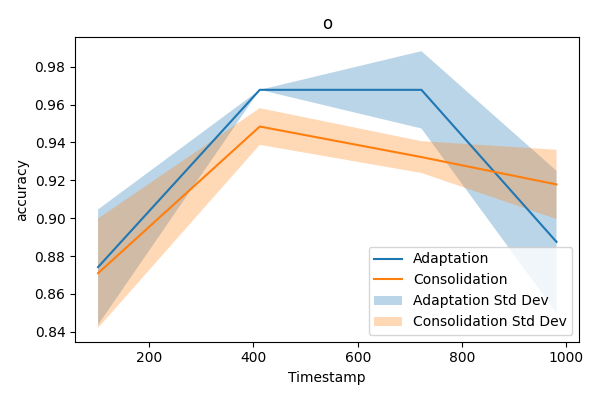 o
accuracy
0.98
0.96
0.94
0.92
0.90
0.88
0.86
0.84
Adaptation
Consolidation
Adaptation Std Dev
Consolidation Std Dev
200 400 600 800 1000
Timestamp